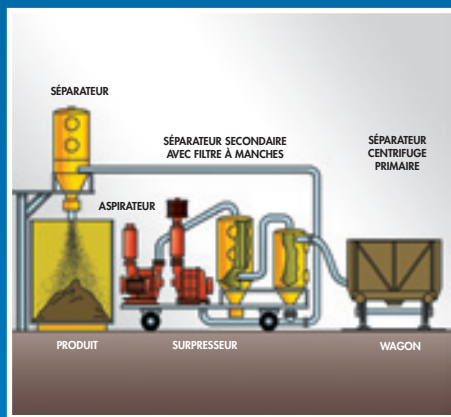 SÉPARATEUR
SÉPARATEUR SECONDAIRE
AVEC FILTRE À MANCHES
SÉPARATEUR
CENTRIFUGE
PRIMAIRE
ASPIRATEUR
PRODUIT
SURPRESSEUR
WAGON